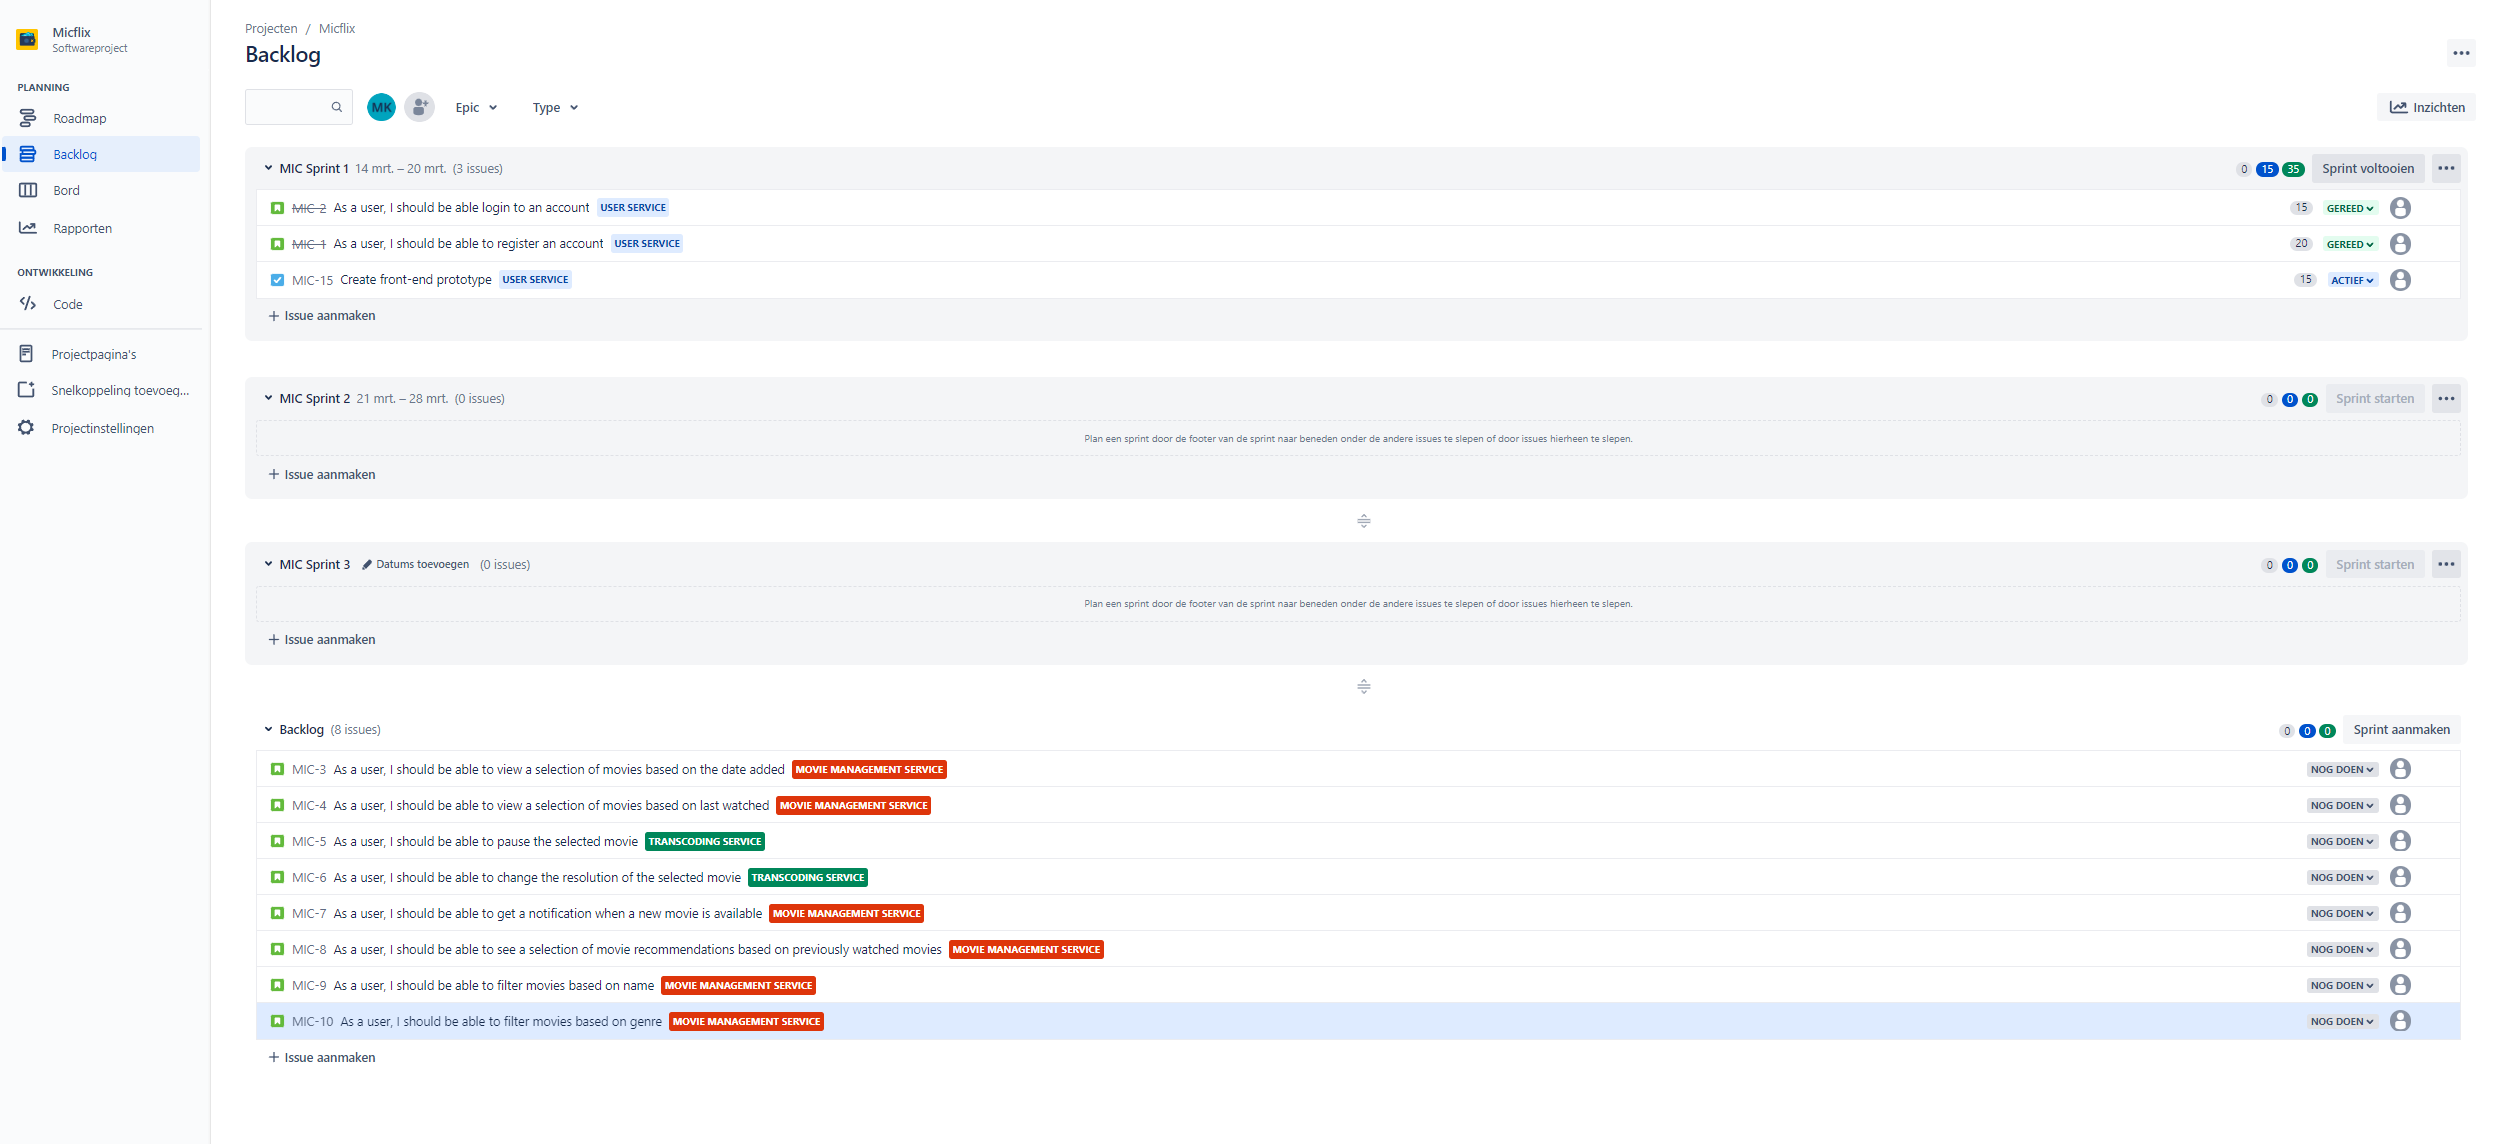 Micflix
Softwareproject
PLANNING
Roadmap
Backlog
Bord
Rapporten
ONTWIKKELING
Code
Projectpagina's
Snelkoppeling toevoeg...
Projectinstellingen
Projecten / Micflix
Backlog
MK Epic Type Inzichten
MIC Sprint 1 14 mrt. – 20 mrt. (3 issues) 0 15 35 Sprint voltooien
MIC-2 As a user, I should be able login to an account USER SERVICE 15 GEREED
MIC-1 As a user, I should be able to register an account USER SERVICE 20 GEREED
MIC-15 Create front-end prototype USER SERVICE 15 ACTIEF
+ Issue aanmaken
MIC Sprint 2 21 mrt. – 28 mrt. (0 issues) 0 0 0 Sprint starten
Plan een sprint door de footer van de sprint naar beneden onder de andere issues te slepen of door issues hierheen te slepen.
+ Issue aanmaken
MIC Sprint 3 Datums toevoegen (0 issues) 0 0 0 Sprint starten
Plan een sprint door de footer van de sprint naar beneden onder de andere issues te slepen of door issues hierheen te slepen.
+ Issue aanmaken
Backlog (8 issues) 0 0 0 Sprint aanmaken
MIC-3 As a user, I should be able to view a selection of movies based on the date added MOVIE MANAGEMENT SERVICE NOG DOEN
MIC-4 As a user, I should be able to view a selection of movies based on last watched MOVIE MANAGEMENT SERVICE NOG DOEN
MIC-5 As a user, I should be able to pause the selected movie TRANSCODING SERVICE NOG DOEN
MIC-6 As a user, I should be able to change the resolution of the selected movie TRANSCODING SERVICE NOG DOEN
MIC-7 As a user, I should be able to get a notification when a new movie is available MOVIE MANAGEMENT SERVICE NOG DOEN
MIC-8 As a user, I should be able to see a selection of movie recommendations based on previously watched movies MOVIE MANAGEMENT SERVICE NOG DOEN
MIC-9 As a user, I should be able to filter movies based on name MOVIE MANAGEMENT SERVICE NOG DOEN
MIC-10 As a user, I should be able to filter movies based on genre MOVIE MANAGEMENT SERVICE NOG DOEN
+ Issue aanmaken